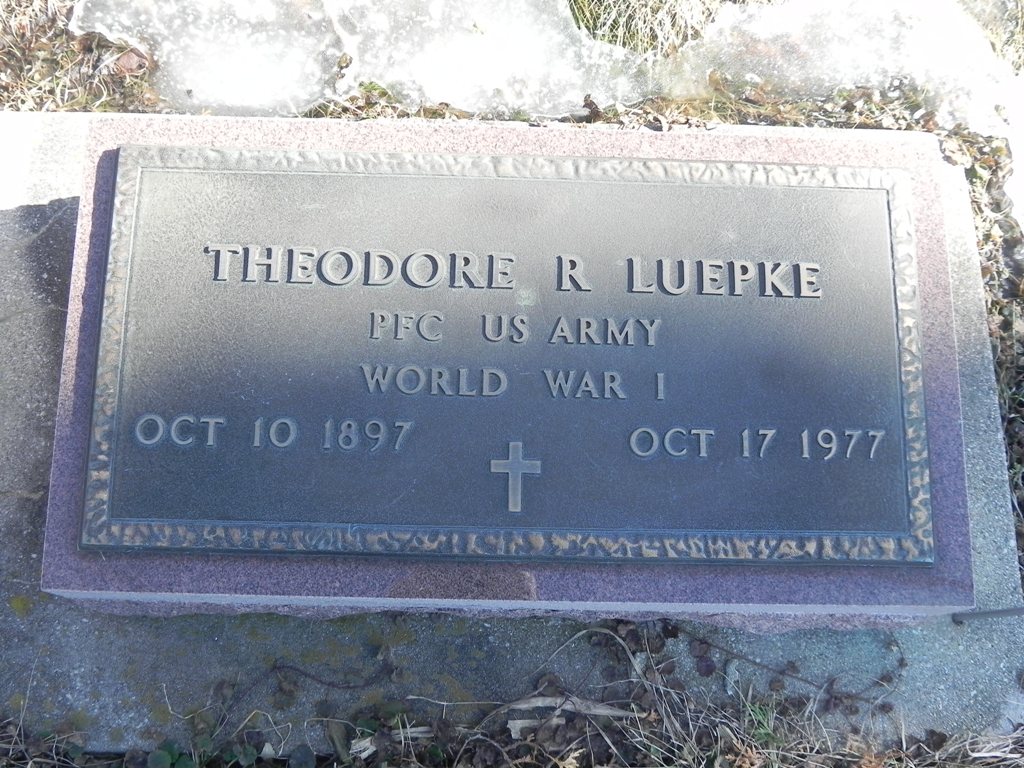 THEODORE R LUEPKE
PFC US ARMY
WORLD WAR I
OCT 10 1897 OCT 17 1977